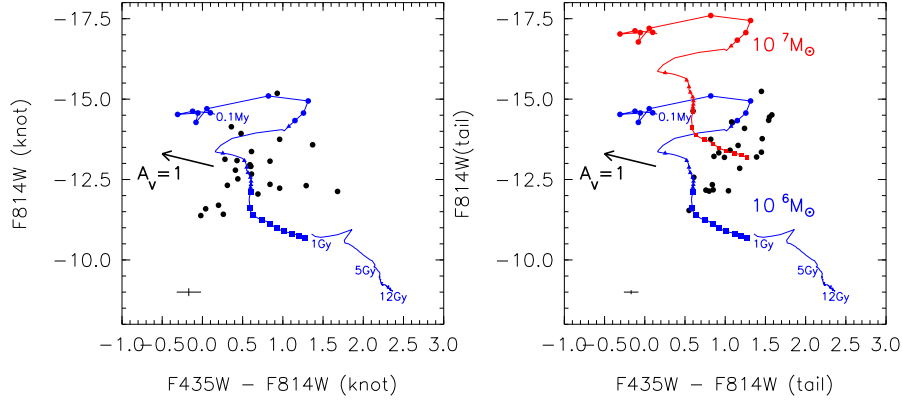 −17.5
−15.0
−12.5
−10.0
F814W (knot)
0.1My
A_v=1
1Gy
5Gy
12Gy
−1.0−0.5 0.0 0.5 1.0 1.5 2.0 2.5 3.0
F435W − F814W (knot)
−17.5
−15.0
−12.5
−10.0
F814W(tail)
10^7 M_⊙
0.1My
A_v=1
10^6 M_⊙
1Gy
5Gy
12Gy
−1.0−0.5 0.0 0.5 1.0 1.5 2.0 2.5 3.0
F435W − F814W (tail)